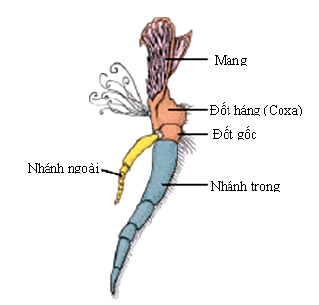 Mang
Đốt háng (Coxa)
Đốt gốc
Nhánh ngoài
Nhánh trong